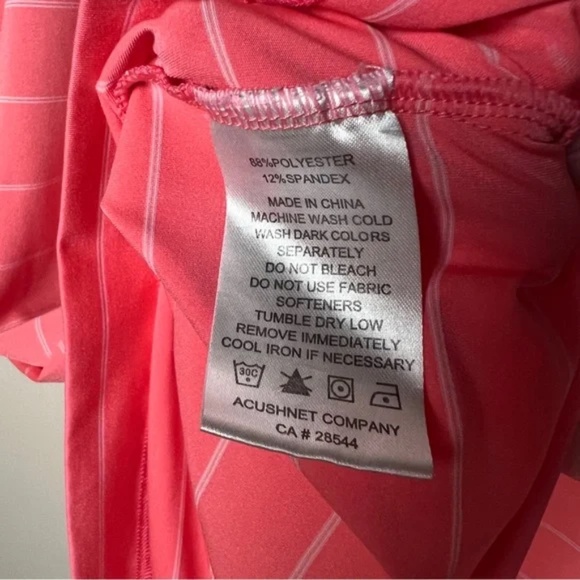 88%POLYESTER
12%SPANDEX
MADE IN CHINA
MACHINE WASH COLD
WASH DARK COLORS
SEPARATELY
DO NOT BLEACH
DO NOT USE FABRIC
SOFTENERS
TUMBLE DRY LOW
REMOVE IMMEDIATELY
COOL IRON IF NECESSARY
30C
ACUSHNET COMPANY
CA # 28544